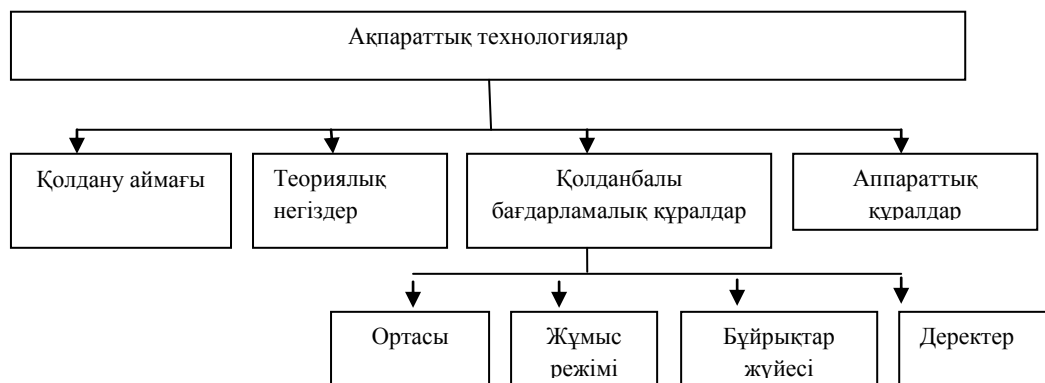 Ақпараттық технологиялар
Қолдану аймағы
Теориялық
негіздер
Қолданбалы
бағдарламалық құралдар
Аппараттық
құралдар
Ортасы
Жұмыс
режімі
Бұйрықтар
жүйесі
Деректер